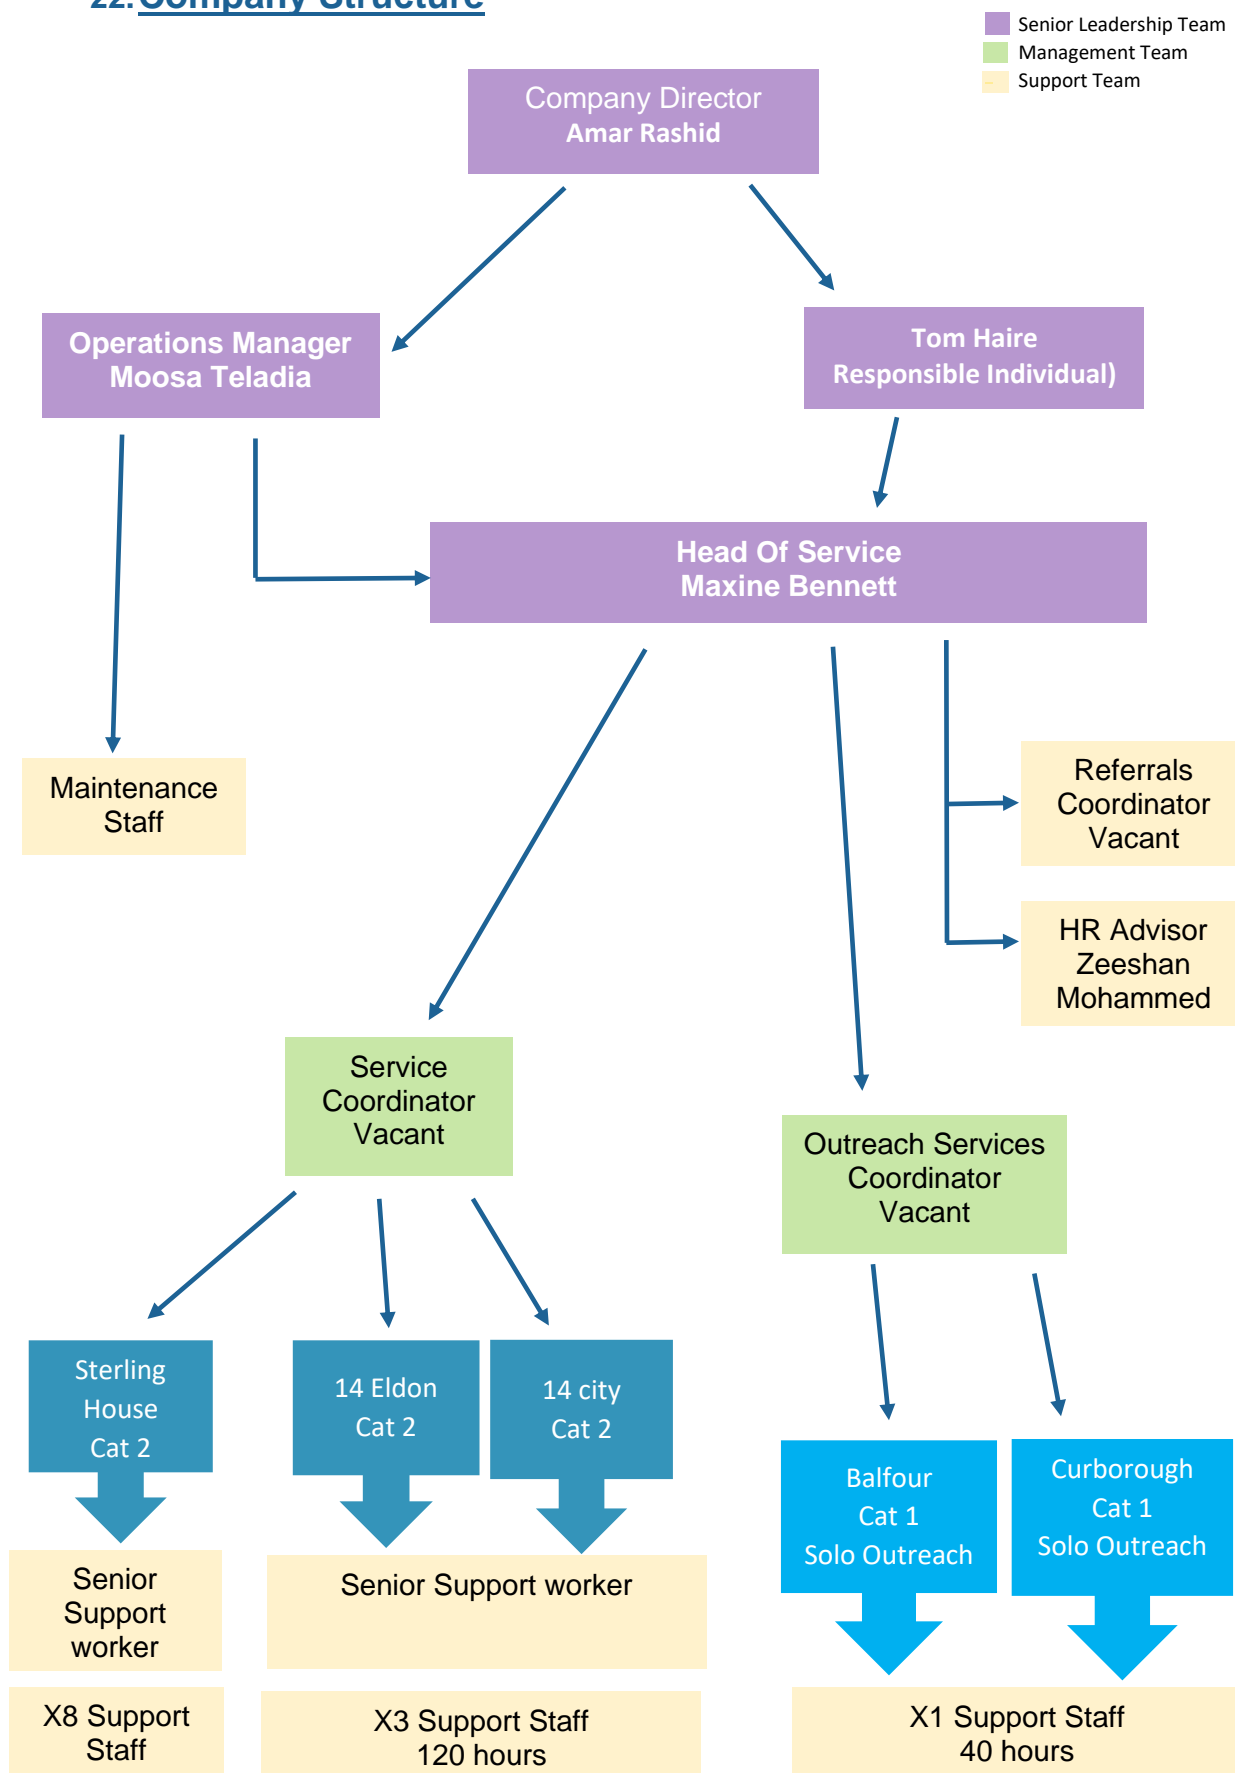 22. Company Structure
Senior Leadership Team
Management Team
Support Team
Company Director
Amar Rashid
Operations Manager
Moosa Teladia
Tom Haire
Responsible Individual)
Head Of Service
Maxine Bennett
Maintenance
Staff
Referrals
Coordinator
Vacant
HR Advisor
Zeeshan
Mohammed
Service
Coordinator
Vacant
Outreach Services
Coordinator
Vacant
Sterling
House
Cat 2
14 Eldon
Cat 2
14 city
Cat 2
Balfour
Cat 1
Solo Outreach
Curborough
Cat 1
Solo Outreach
Senior
Support
worker
Senior Support worker
X8 Support
Staff
X3 Support Staff
120 hours
X1 Support Staff
40 hours